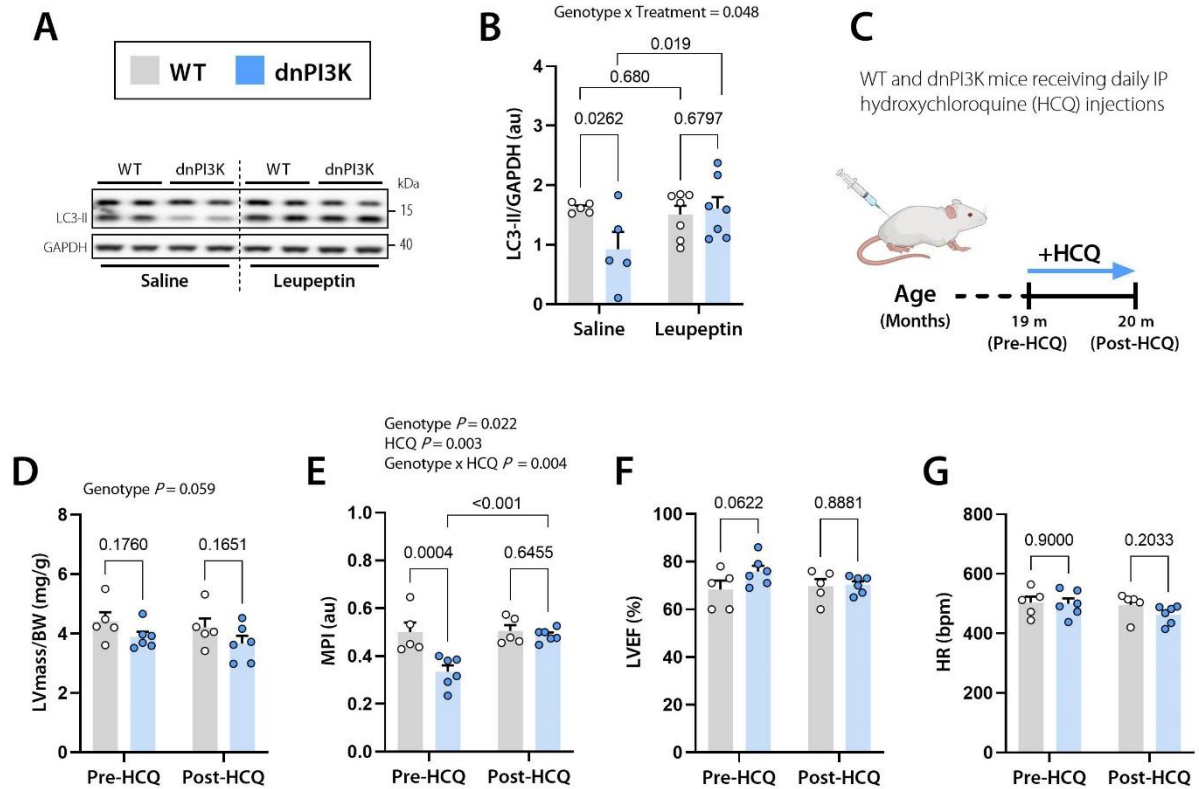 A
WT dnPI3K
WT dnPI3K WT dnPI3K
kDa
15
LC3-II
GAPDH
40
Saline Leupeptin
B
Genotype x Treatment = 0.048
0.019
0.680
0.0262 0.6797
LC3-II/GAPDH (au)
4
3
2
1
0
Saline Leupeptin
C
WT and dnPI3K mice receiving daily IP
hydroxychloroquine (HCQ) injections
+HCQ
Age
(Months)
19 m
(Pre-HCQ)
20 m
(Post-HCQ)
D
Genotype P = 0.059
0.1760 0.1651
LVmass/BW (mg/g)
8
6
4
2
0
Pre-HCQ Post-HCQ
Genotype P = 0.022
HCQ P = 0.003
Genotype x HCQ P = 0.004
E
<0.001
0.0004 0.6455
MPI (au)
1.0
0.8
0.6
0.4
0.2
0.0
Pre-HCQ Post-HCQ
F
0.0622 0.8881
LVEF (%)
100
80
60
40
20
0
Pre-HCQ Post-HCQ
G
0.9000 0.2033
HR (bpm)
800
600
400
200
0
Pre-HCQ Post-HCQ